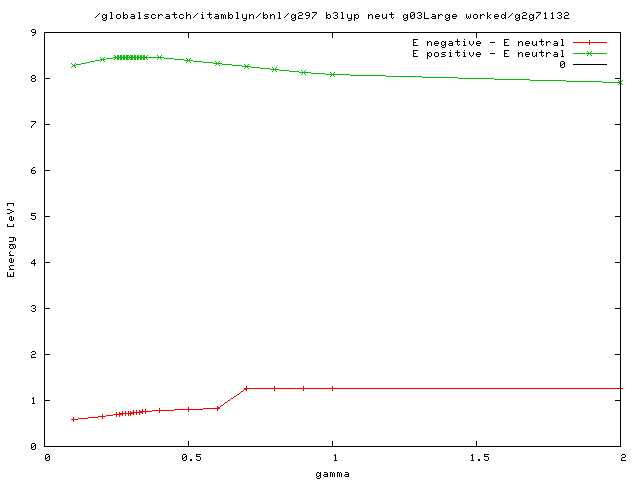 /globalscratch/itamblyn/bnl/g297 b3lyp neut g03Large worked/g2g71132
E negative - E neutral
E positive - E neutral
0
9
8
7
6
5
4
3
2
1
0
Energy [eV]
0 0.5 1 1.5 2
gamma